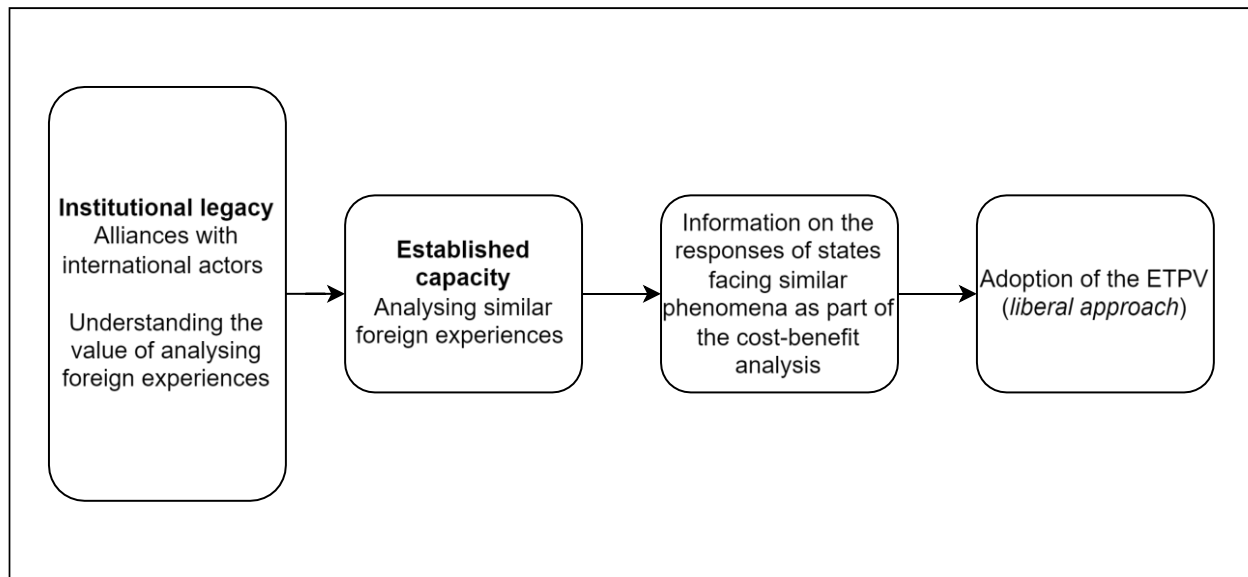 Institutional legacy
Alliances with
international actors
Understanding the
value of analysing
foreign experiences
Established
capacity
Analysing similar
foreign experiences
Information on the
responses of states
facing similar
phenomena as part of
the cost-benefit
analysis
Adoption of the ETPV
(liberal approach)